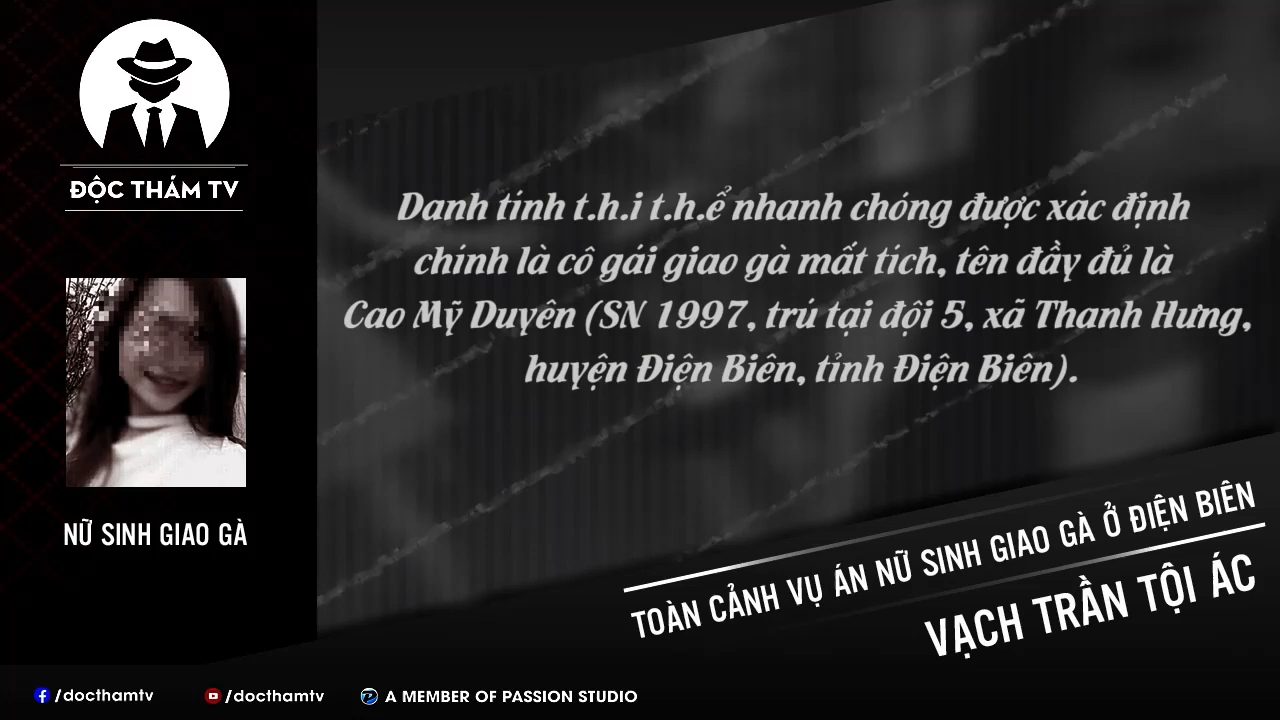 ĐỘC THÁM TV
NỮ SINH GIAO GÀ
Danh tính t.h.i t.h.ể nhanh chóng được xác định
chính là cô gái giao gà mất tích, tên đầy đủ là
Cao Mỹ Duyên (SN 1997, trú tại đội 5, xã Thanh Hưng,
huyện Điện Biên, tỉnh Điện Biên).
TOÀN CẢNH VỤ ÁN NỮ SINH GIAO GÀ Ở ĐIỆN BIÊN
VẠCH TRẦN TỘI ÁC
/docthamtv
/docthamtv
A MEMBER OF PASSION STUDIO